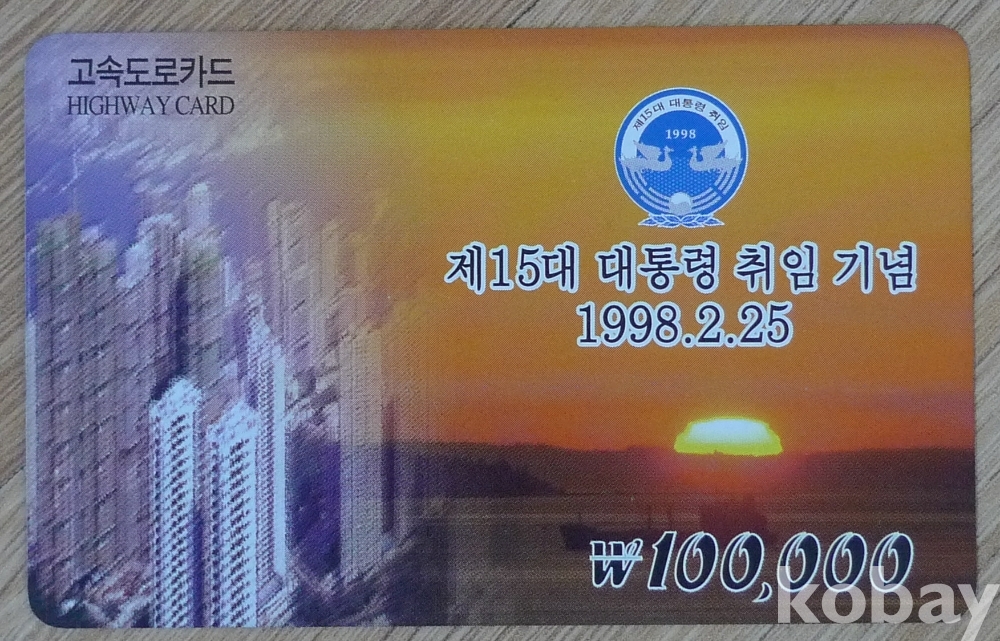 고속도로카드
HIGHWAY CARD
제15대 대통령 취임
1998
제15대 대통령 취임 기념
1998.2.25
₩100,000
kobay